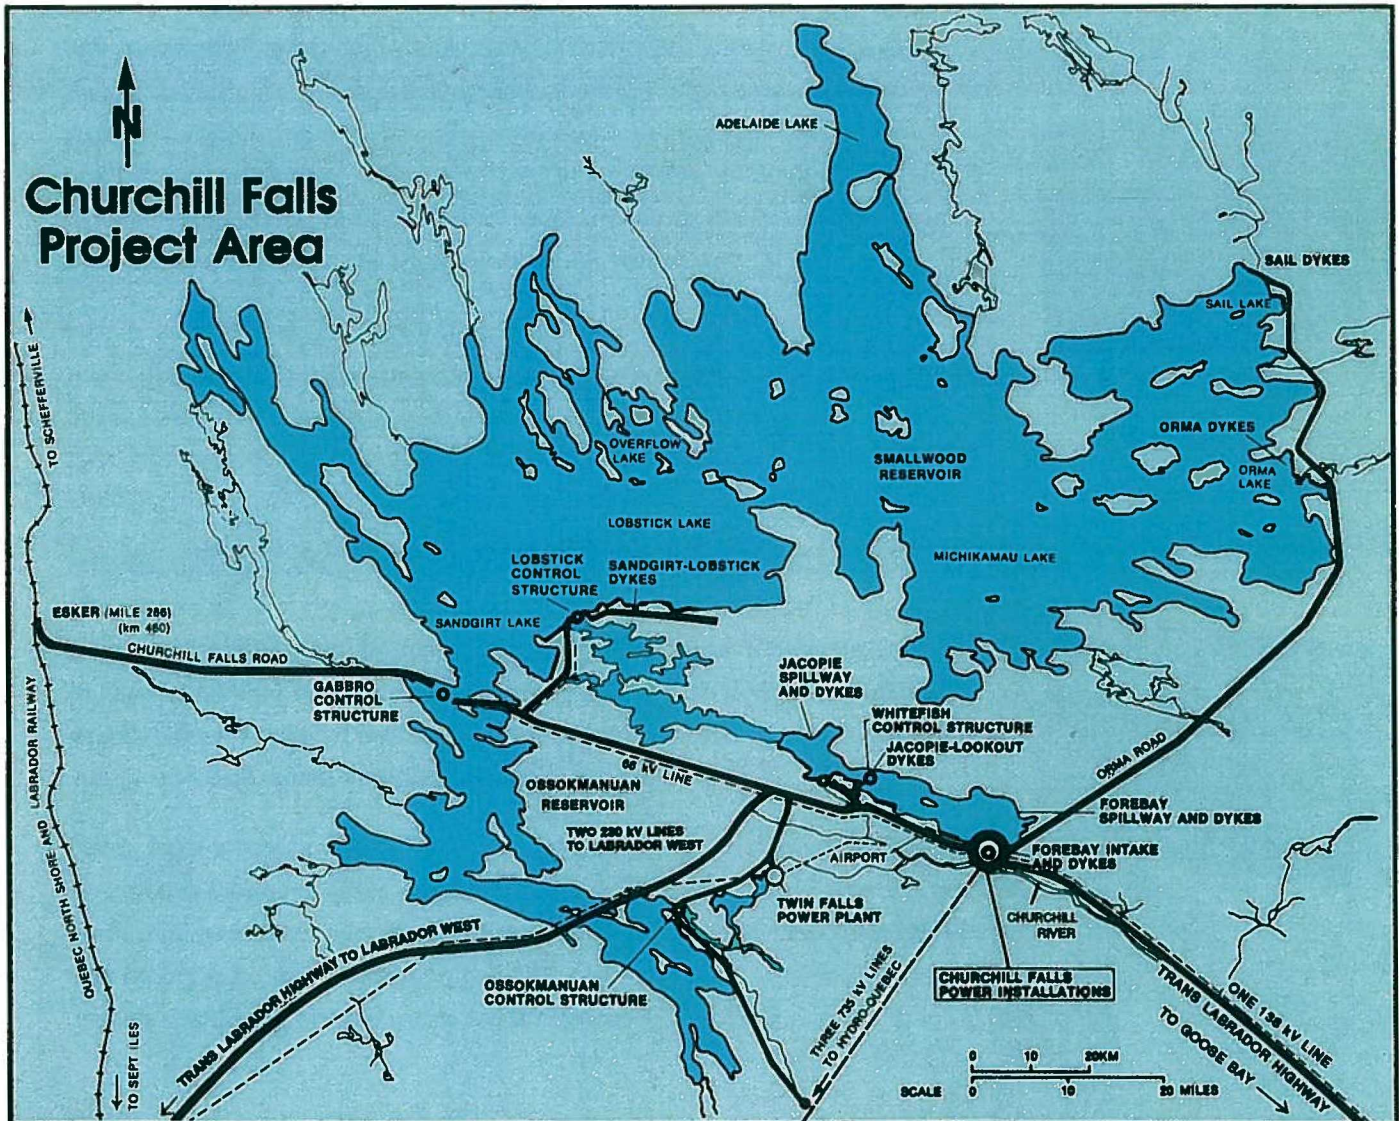 N
Churchill Falls
Project Area
ADELAIDE LAKE
SAIL DYKES
SAIL LAKE
TO SCHEFFERVILLE
ORMA DYKES
OVERFLOW
LAKE
SMALLWOOD
RESERVOIR
ORMA
LAKE
LOBSTICK LAKE
MICHIKAMAU LAKE
LOBSTICK
CONTROL
STRUCTURE
SANDGIRT-LOBSTICK
DYKES
ESKER (MILE 286)
(km 460)
SANDGIRT LAKE
CHURCHILL FALLS ROAD
GABBRO
CONTROL
STRUCTURE
JACOPIE
SPILLWAY
AND DYKES
WHITEFISH
CONTROL STRUCTURE
JACOPIE-LOOKOUT
DYKES
ORMA ROAD
66 kV LINE
OSSOKMANUAN
RESERVOIR
QUEBEC NORTH SHORE AND LABRADOR RAILWAY
TWO 230 kV LINES
TO LABRADOR WEST
FOREBAY
SPILLWAY AND DYKES
AIRPORT
FOREBAY INTAKE
AND DYKES
TWIN FALLS
POWER PLANT
CHURCHILL
RIVER
TRANS LABRADOR HIGHWAY TO LABRADOR WEST
OSSOKMANUAN
CONTROL STRUCTURE
THREE 735 kV LINES
TO HYDRO-QUEBEC
CHURCHILL FALLS
POWER INSTALLATIONS
ONE 138 kV LINE
TRANS LABRADOR HIGHWAY
TO GOOSE BAY
TO SEPT ILES
0 10 20KM
SCALE
0 10 20 MILES